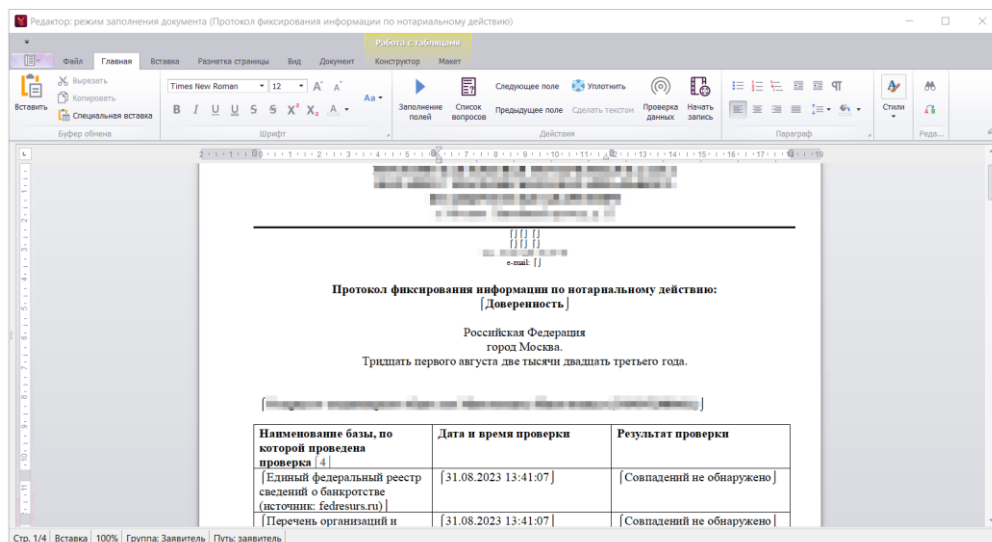 Редактор: режим заполнения документа (Протокол фиксирования информации по нотариальному действию)
Работа с таблицами
Файл Главная Вставка Разметка страницы Вид Документ Конструктор Макет
Вставить
Вырезать
Копировать
Специальная вставка
Буфер обмена
Times New Roman 12 А А Аа
B I U U S S X² X₂ A
Шрифт
Заполнение полей
Список вопросов
Следующее поле
Предыдущее поле
Уплотнить
Сделать текстом
Проверка данных
Начать запись
Действия
Параграф
Стили
Реда...
e-mail: ⌈⌋
Протокол фиксирования информации по нотариальному действию:
⌈Доверенность⌋
Российская Федерация
город Москва.
Тридцать первого августа две тысячи двадцать третьего года.
Наименование базы, по которой проведена проверка ⌈4⌋
Дата и время проверки
Результат проверки
⌈Единый федеральный реестр сведений о банкротстве (источник: fedresurs.ru)⌋
⌈31.08.2023 13:41:07⌋
⌈Совпадений не обнаружено⌋
⌈Перечень организаций и
⌈31.08.2023 13:41:07⌋
⌈Совпадений не обнаружено⌋
Стр. 1/4 Вставка 100% Группа: Заявитель Путь: заявитель